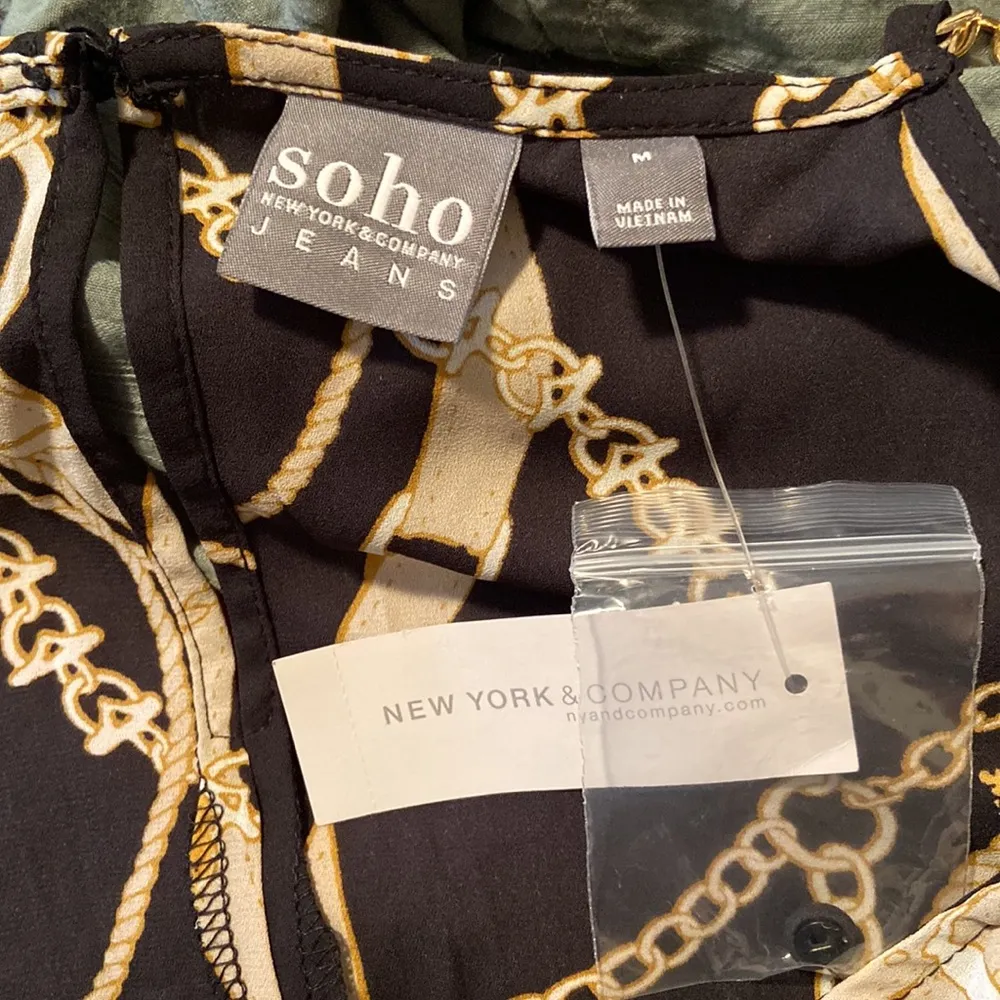 soho
NEW YORK & COMPANY
JEANS
M
MADE IN
VIETNAM
NEW YORK & COMPANY
nyandcompany.com